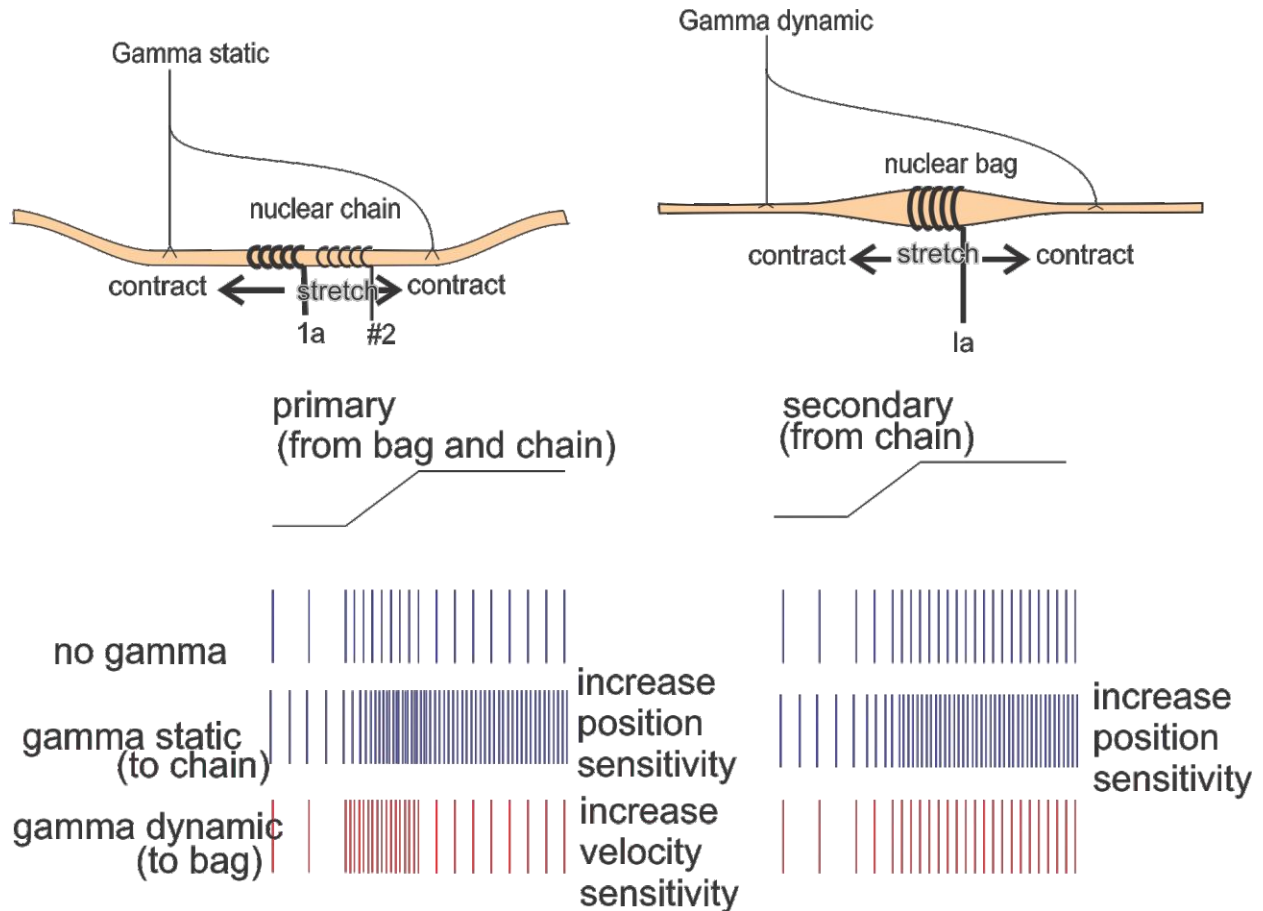 Gamma static
nuclear chain
contract
stretch
contract
1a
#2
Gamma dynamic
nuclear bag
contract
stretch
contract
Ia
primary
(from bag and chain)
secondary
(from chain)
no gamma
gamma static
(to chain)
increase
position
sensitivity
increase
position
sensitivity
gamma dynamic
(to bag)
increase
velocity
sensitivity